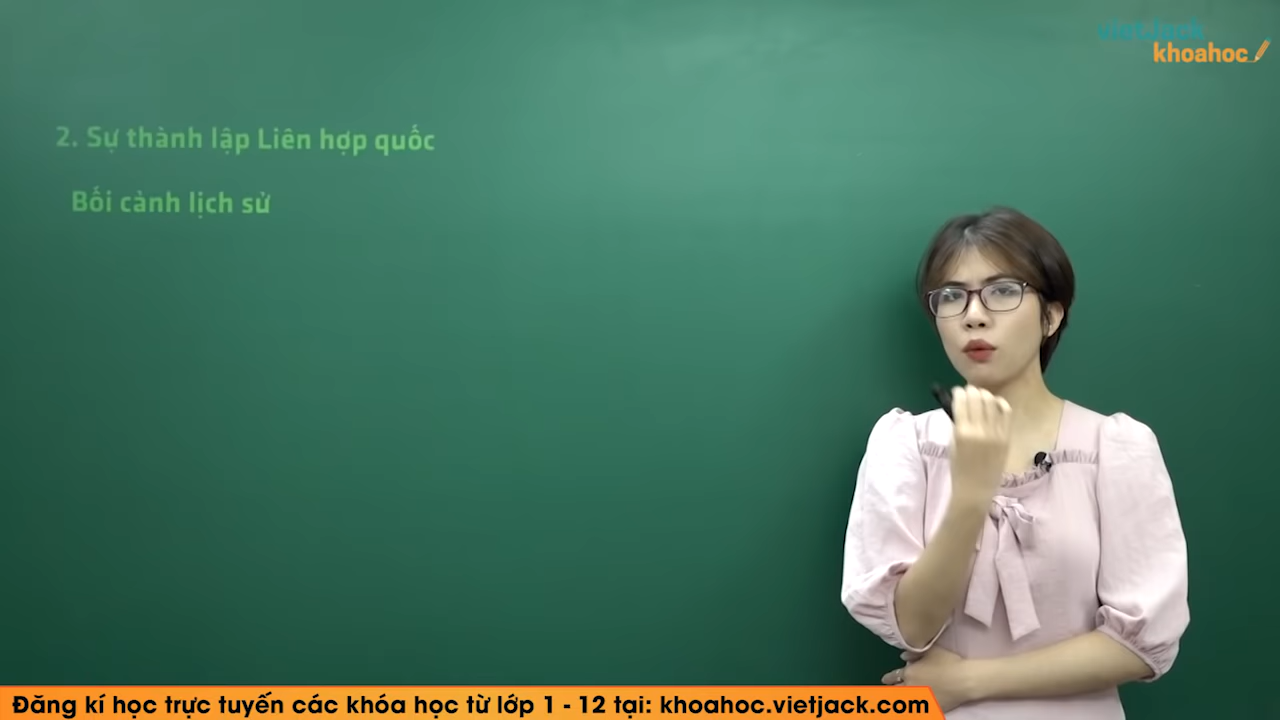 vietJack
khoahoc
2. Sự thành lập Liên hợp quốc
Bối cảnh lịch sử
Đăng kí học trực tuyến các khóa học từ lớp 1 - 12 tại: khoahoc.vietjack.com